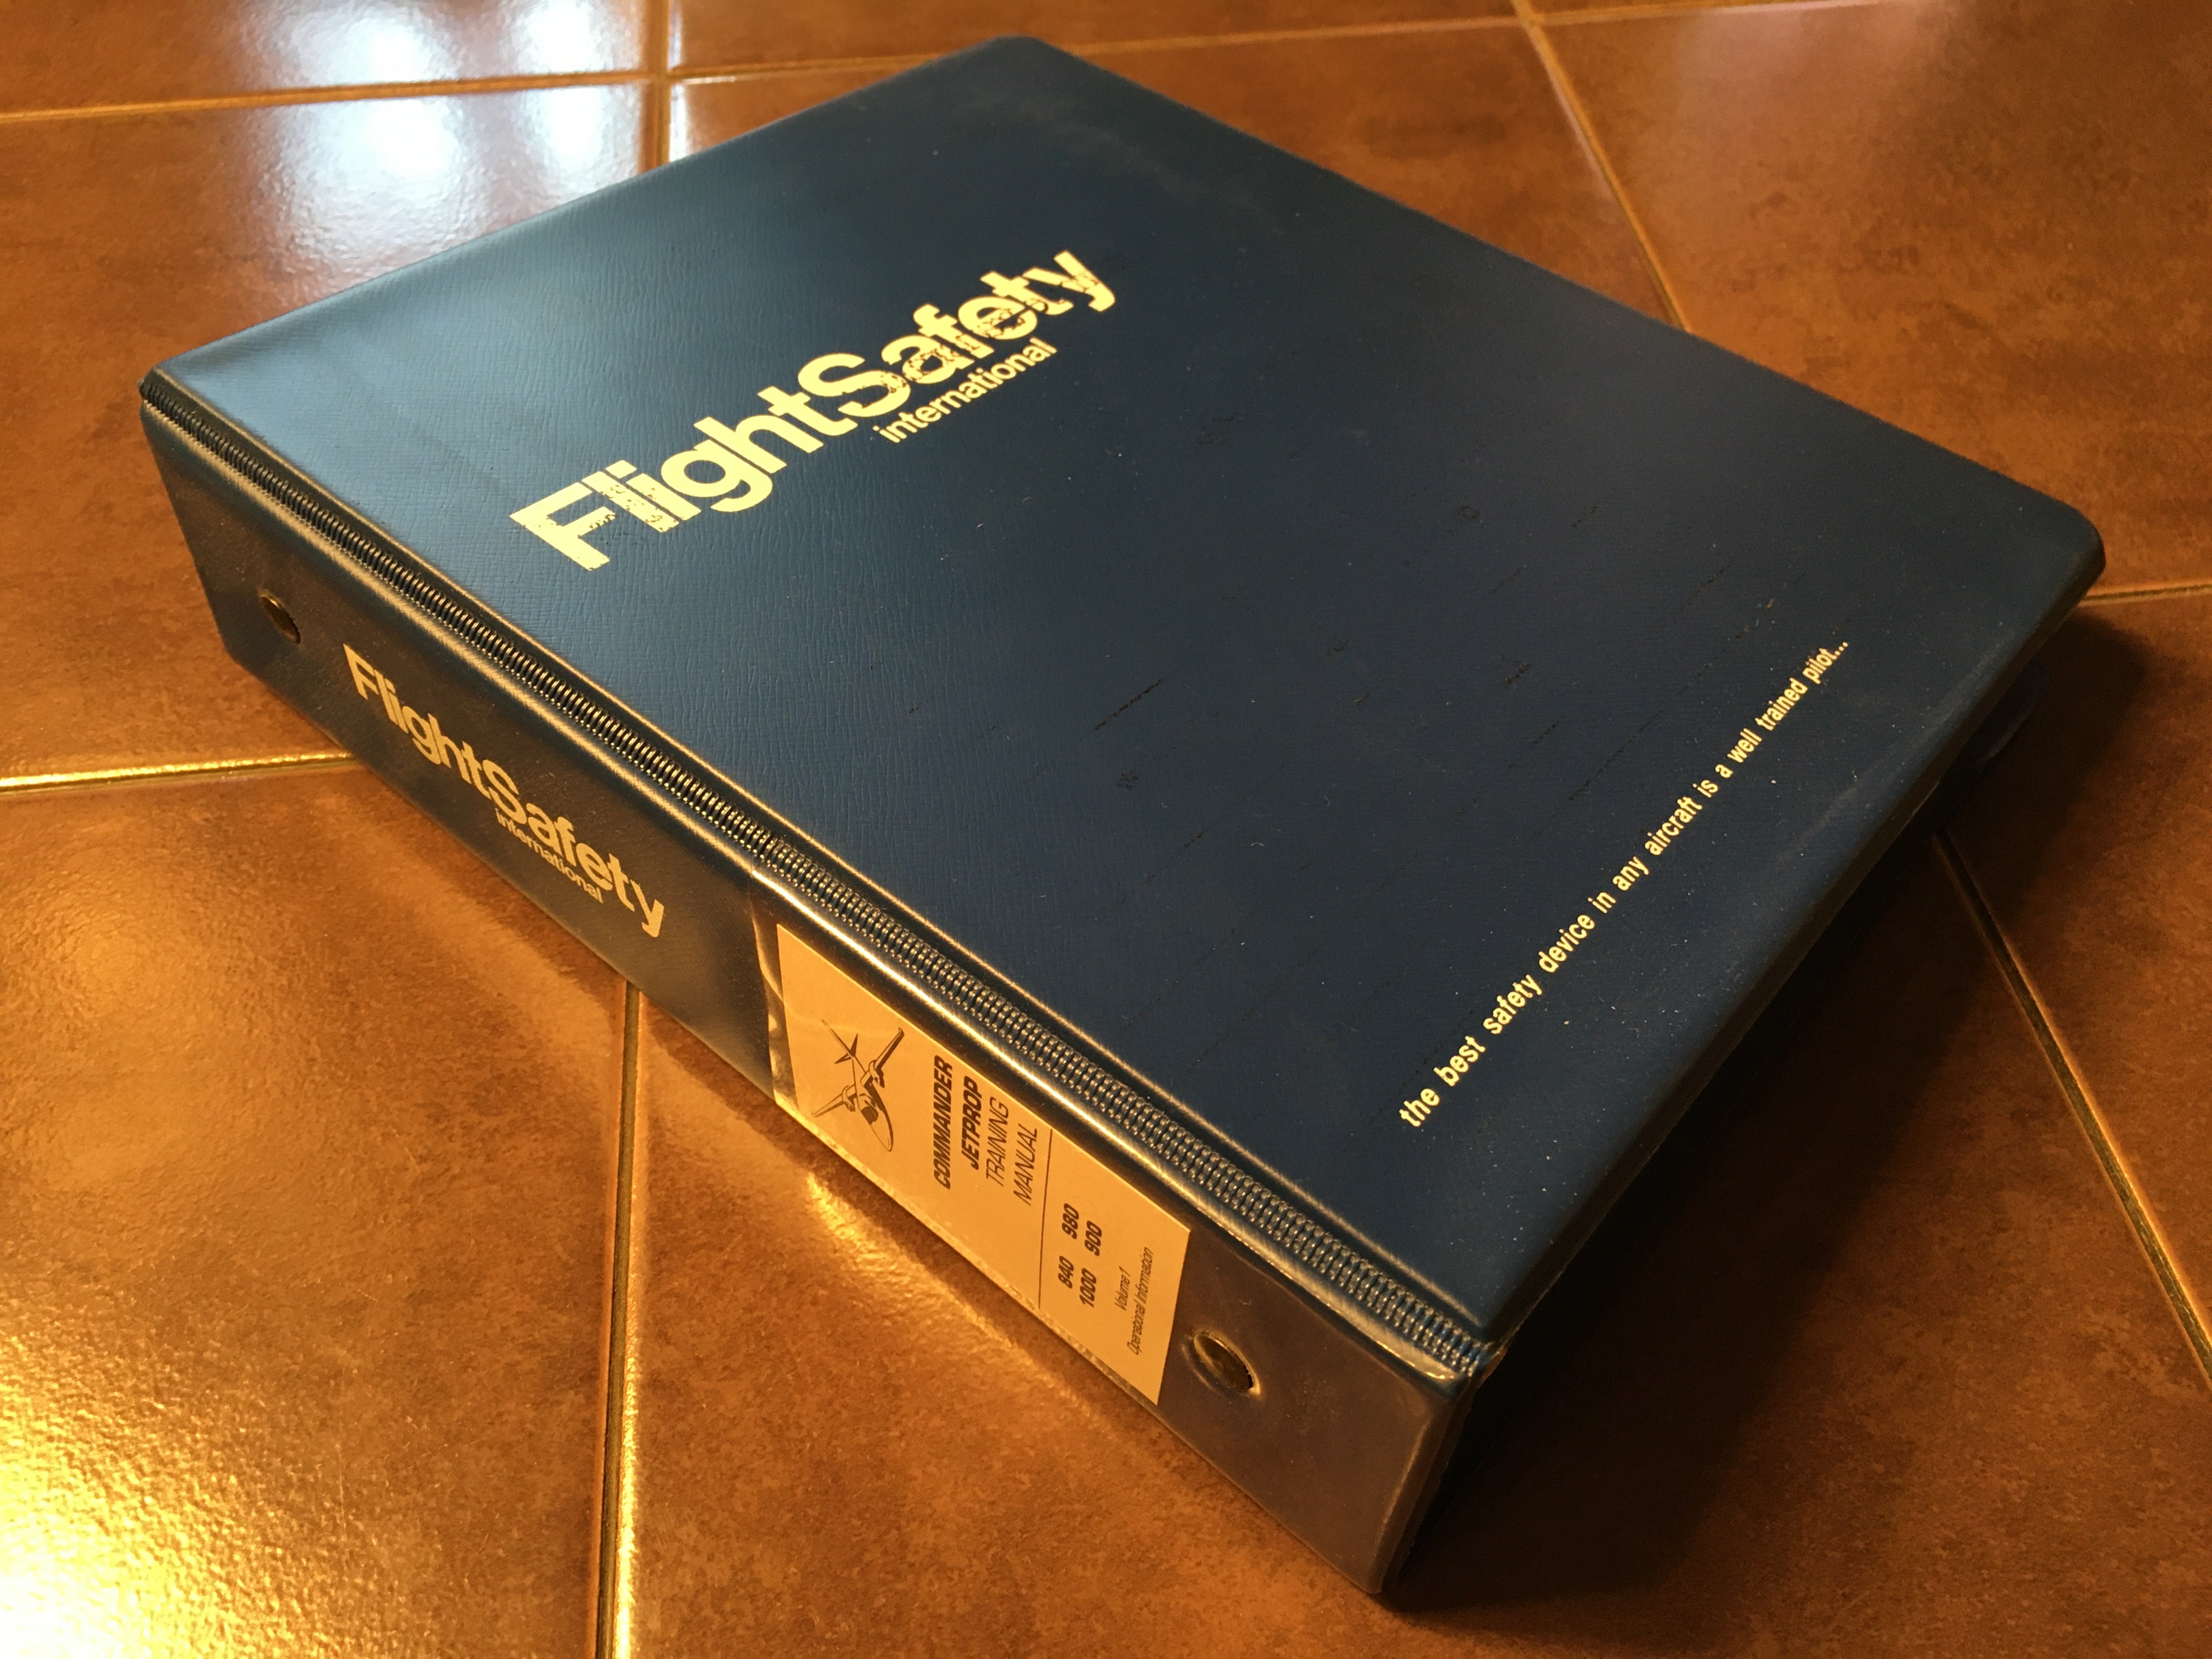 FlightSafety
international
the best safety device in any aircraft is a well trained pilot...
FlightSafety
international
COMMANDER
JETPROP
TRAINING
MANUAL
840 980
1000 900
Volume 1
Operational Information